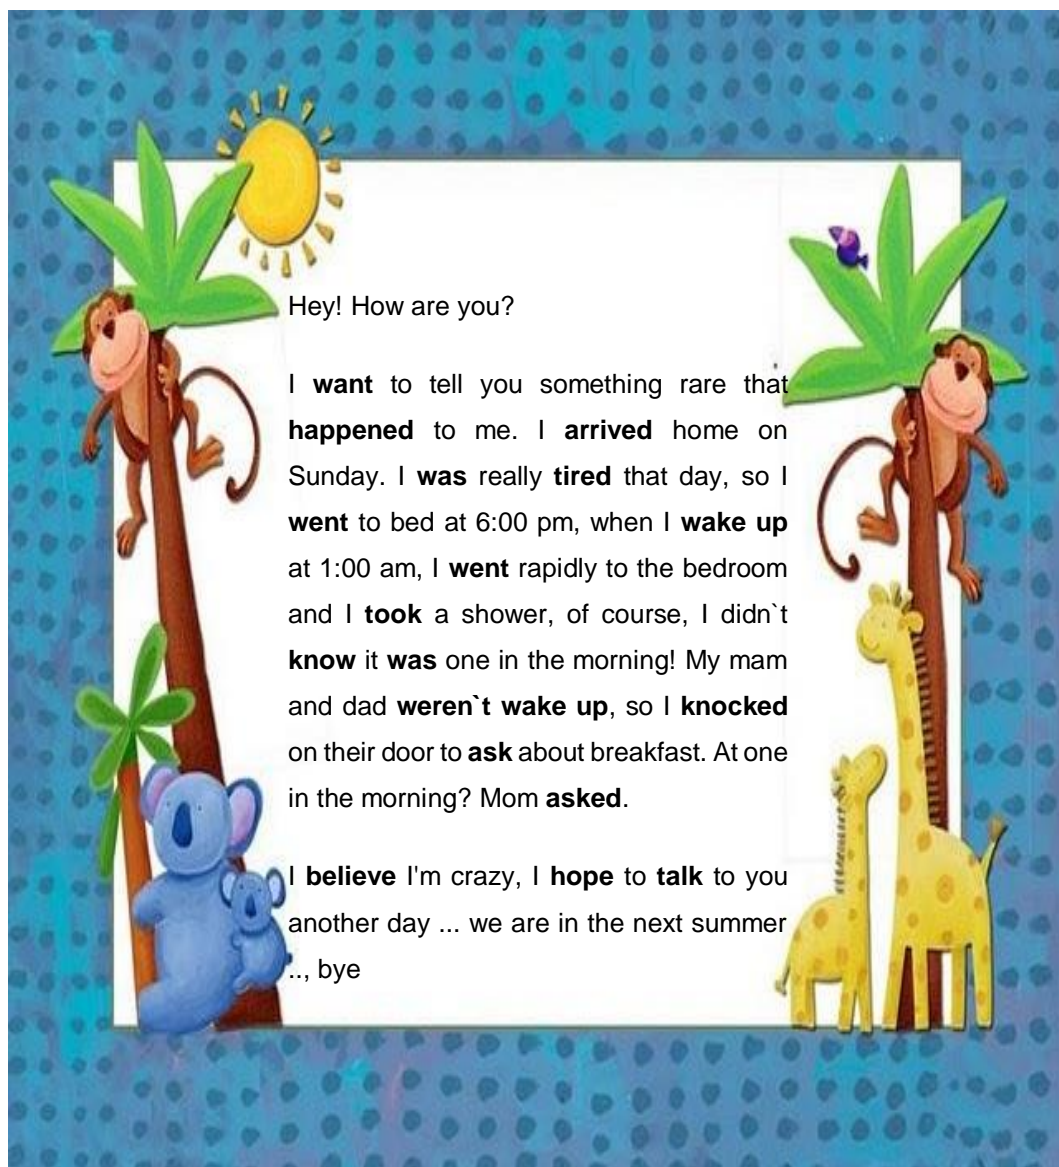 Hey! How are you?
I want to tell you something rare that
happened to me. I arrived home on
Sunday. I was really tired that day, so I
went to bed at 6:00 pm, when I wake up
at 1:00 am, I went rapidly to the bedroom
and I took a shower, of course, I didn`t
know it was one in the morning! My mam
and dad weren`t wake up, so I knocked
on their door to ask about breakfast. At one
in the morning? Mom asked.
I believe I'm crazy, I hope to talk to you
another day ... we are in the next summer
.., bye